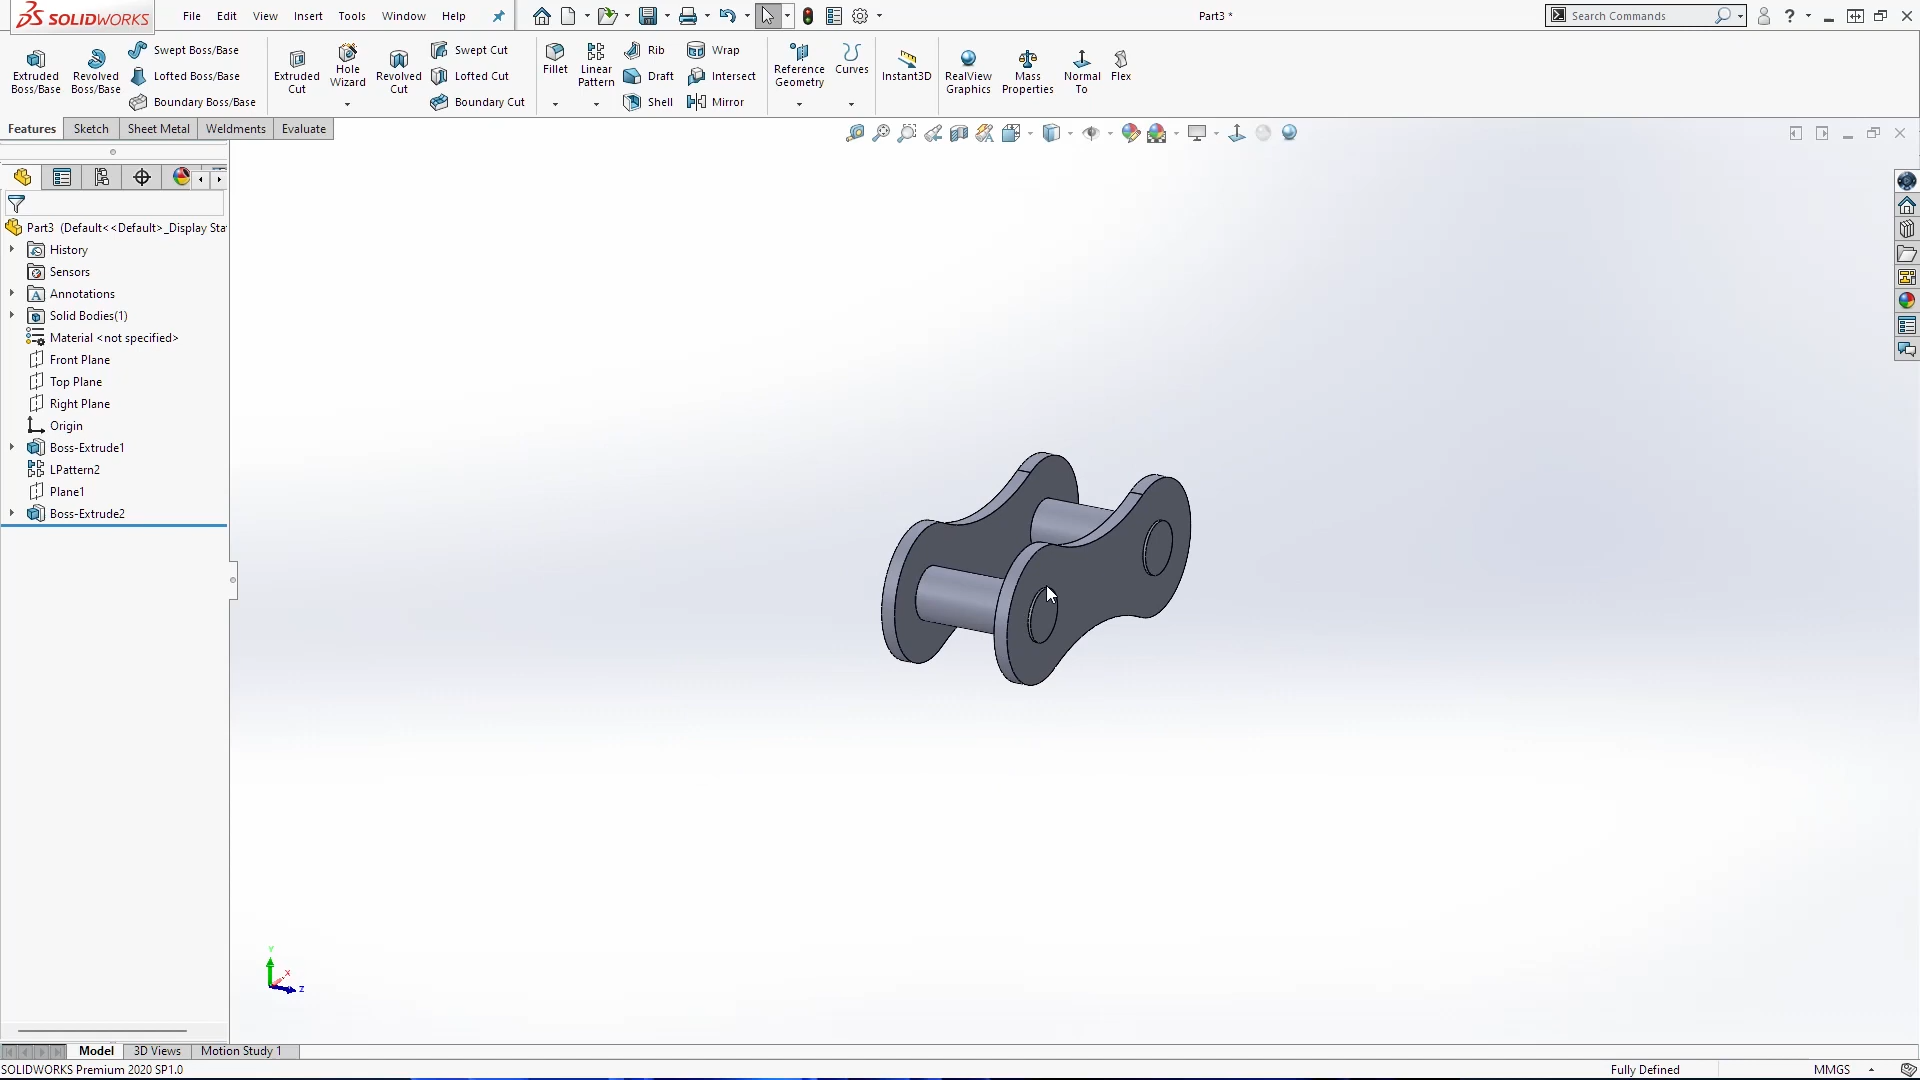 SOLIDWORKS File Edit View Insert Tools Window Help Part3 * Search Commands
Extruded Boss/Base Revolved Boss/Base Swept Boss/Base Lofted Boss/Base Boundary Boss/Base Extruded Cut Hole Wizard Revolved Cut Swept Cut Lofted Cut Boundary Cut Fillet Linear Pattern Rib Draft Shell Wrap Intersect Mirror Reference Geometry Curves Instant3D RealView Graphics Mass Properties Normal To Flex
Features Sketch Sheet Metal Weldments Evaluate
Part3 (Default<<Default>_Display Sta
History
Sensors
Annotations
Solid Bodies(1)
Material <not specified>
Front Plane
Top Plane
Right Plane
Origin
Boss-Extrude1
LPattern2
Plane1
Boss-Extrude2
Y
X
Z
Model 3D Views Motion Study 1
SOLIDWORKS Premium 2020 SP1.0 Fully Defined MMGS